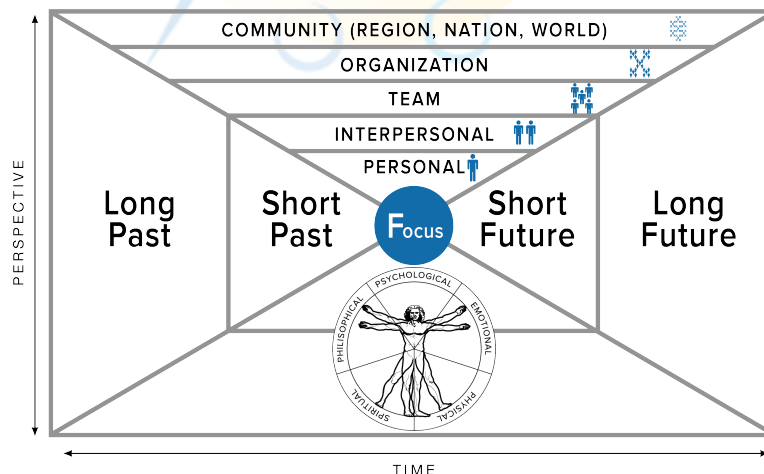 COMMUNITY (REGION, NATION, WORLD)
ORGANIZATION
TEAM
INTERPERSONAL
PERSONAL
PERSPECTIVE
Long
Past
Short
Past
Focus
Short
Future
Long
Future
PSYCHOLOGICAL
EMOTIONAL
PHYSICAL
SPIRITUAL
PHILISOPHICAL
TIME